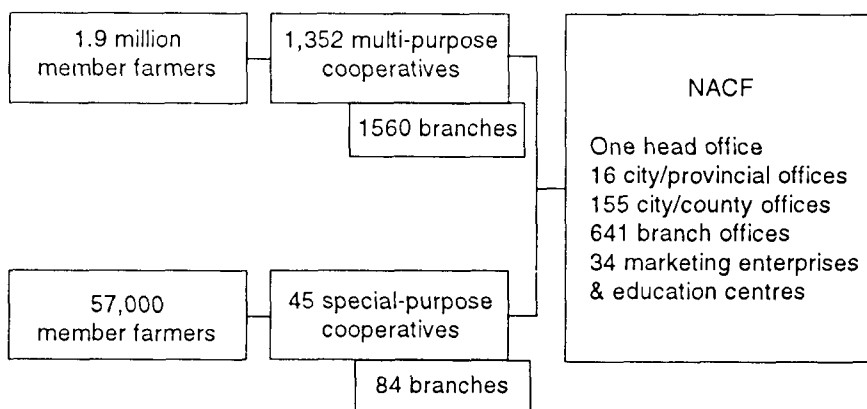 1.9 million
member farmers
1,352 multi-purpose
cooperatives
1560 branches
57,000
member farmers
45 special-purpose
cooperatives
84 branches
NACF
One head office
16 city/provincial offices
155 city/county offices
641 branch offices
34 marketing enterprises
& education centres